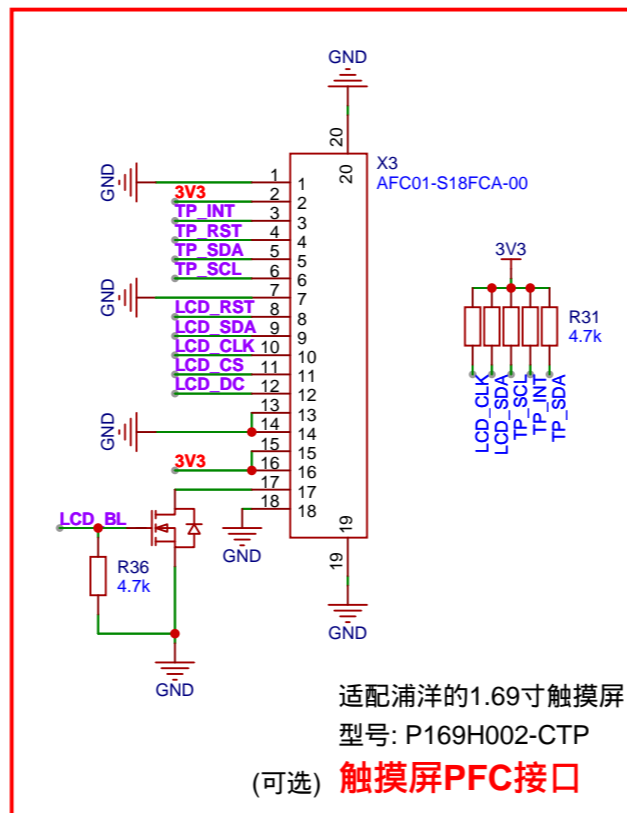 GND
20
20
X3
AFC01-S18FCA-00
GND
1
1
3V3
2
2
TP_INT
3
3
TP_RST
4
4
TP_SDA
5
5
TP_SCL
6
6
GND
7
7
LCD_RST
8
8
LCD_SDA
9
9
LCD_CLK
10
10
LCD_CS
11
11
LCD_DC
12
12
13
13
GND
14
14
15
15
3V3
16
16
17
17
18
18
GND
19
19
GND
LCD_BL
R36
4.7k
GND
3V3
R31
4.7k
LCD_CLK
LCD_SDA
TP_SCL
TP_INT
TP_SDA
适配浦洋的1.69寸触摸屏
型号: P169H002-CTP
(可选) 触摸屏PFC接口